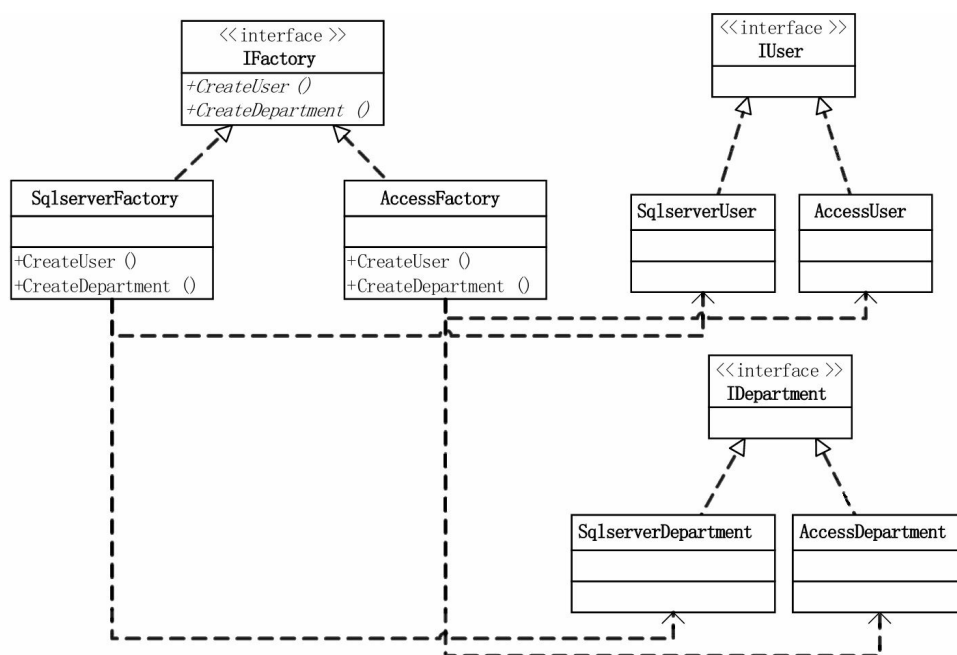 <<interface>>
IFactory
+CreateUser ()
+CreateDepartment ()
<<interface>>
IUser
SqlserverFactory
+CreateUser ()
+CreateDepartment ()
AccessFactory
+CreateUser ()
+CreateDepartment ()
SqlserverUser
AccessUser
<<interface>>
IDepartment
SqlserverDepartment
AccessDepartment